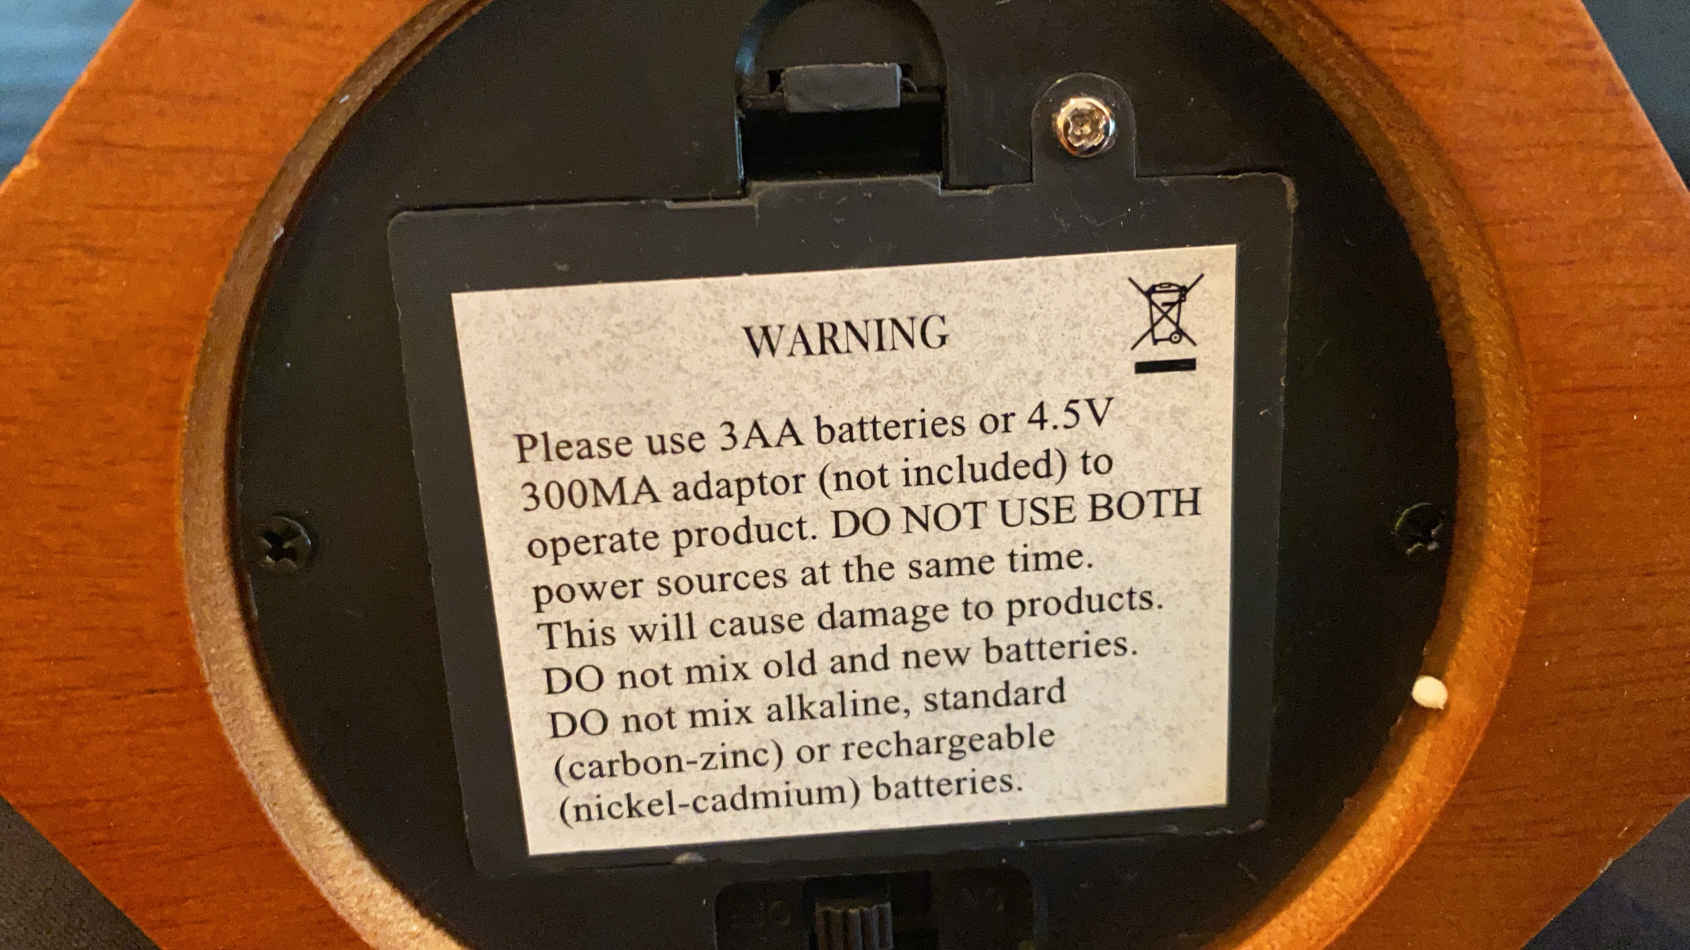 WARNING
Please use 3AA batteries or 4.5V
300MA adaptor (not included) to
operate product. DO NOT USE BOTH
power sources at the same time.
This will cause damage to products.
DO not mix old and new batteries.
DO not mix alkaline, standard
(carbon-zinc) or rechargeable
(nickel-cadmium) batteries.